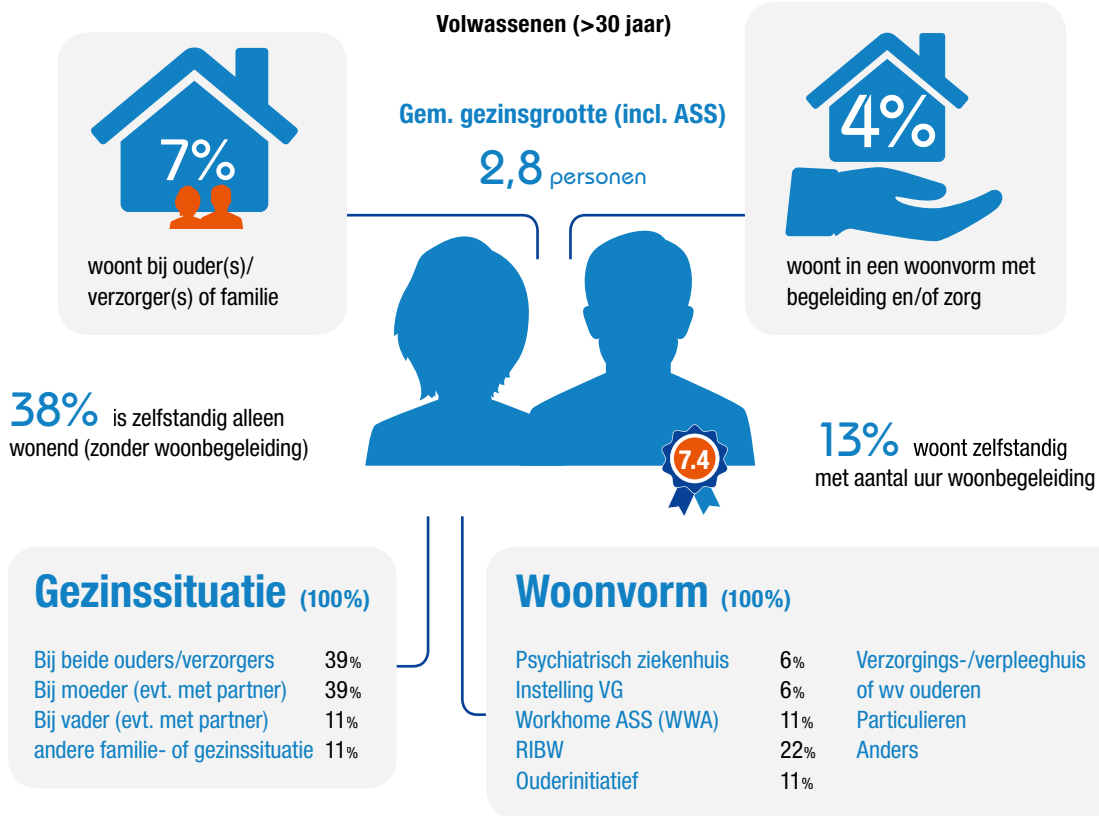 Volwassenen (>30 jaar)
7%
woont bij ouder(s)/
verzorger(s) of familie
Gem. gezinsgrootte (incl. ASS)
2,8 personen
4%
woont in een woonvorm met
begeleiding en/of zorg
38% is zelfstandig alleen
wonend (zonder woonbegeleiding)
7.4
13% woont zelfstandig
met aantal uur woonbegeleiding
Gezinssituatie (100%)
Bij beide ouders/verzorgers 39%
Bij moeder (evt. met partner) 39%
Bij vader (evt. met partner) 11%
andere familie- of gezinssituatie 11%
Woonvorm (100%)
Psychiatrisch ziekenhuis 6%
Instelling VG 6%
Workhome ASS (WWA) 11%
RIBW 22%
Ouderinitiatief 11%
Verzorgings-/verpleeghuis
of wv ouderen
Particulieren
Anders